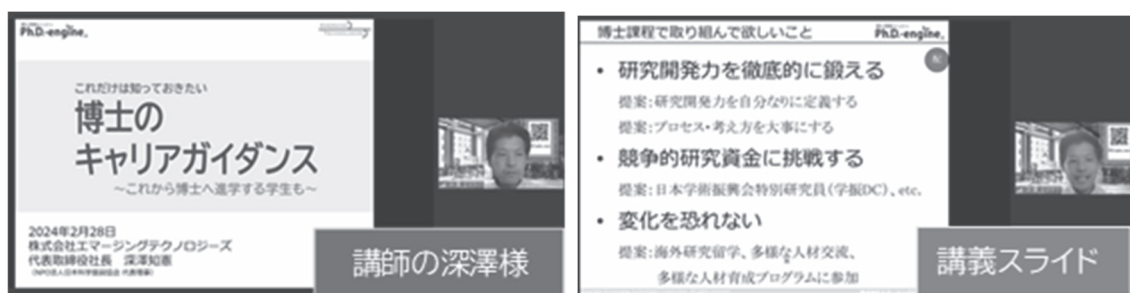 Ph.D.-engine。
これだけは知っておきたい
博士の
キャリアガイダンス
～これから博士へ進学する学生も～
2024年2月28日
株式会社エマージングテクノロジーズ
代表取締役社長 深澤知憲
講師の深澤様
博士課程で取り組んで欲しいこと
Ph.D.-engine。
• 研究開発力を徹底的に鍛える
提案：研究開発力を自分なりに定義する
提案：プロセス・考え方を大事にする
• 競争的研究資金に挑戦する
提案：日本学術振興会特別研究員（学振DC）、etc.
• 変化を恐れない
提案：海外研究留学、多様な人材交流、
多様な人材育成プログラムに参加
講義スライド